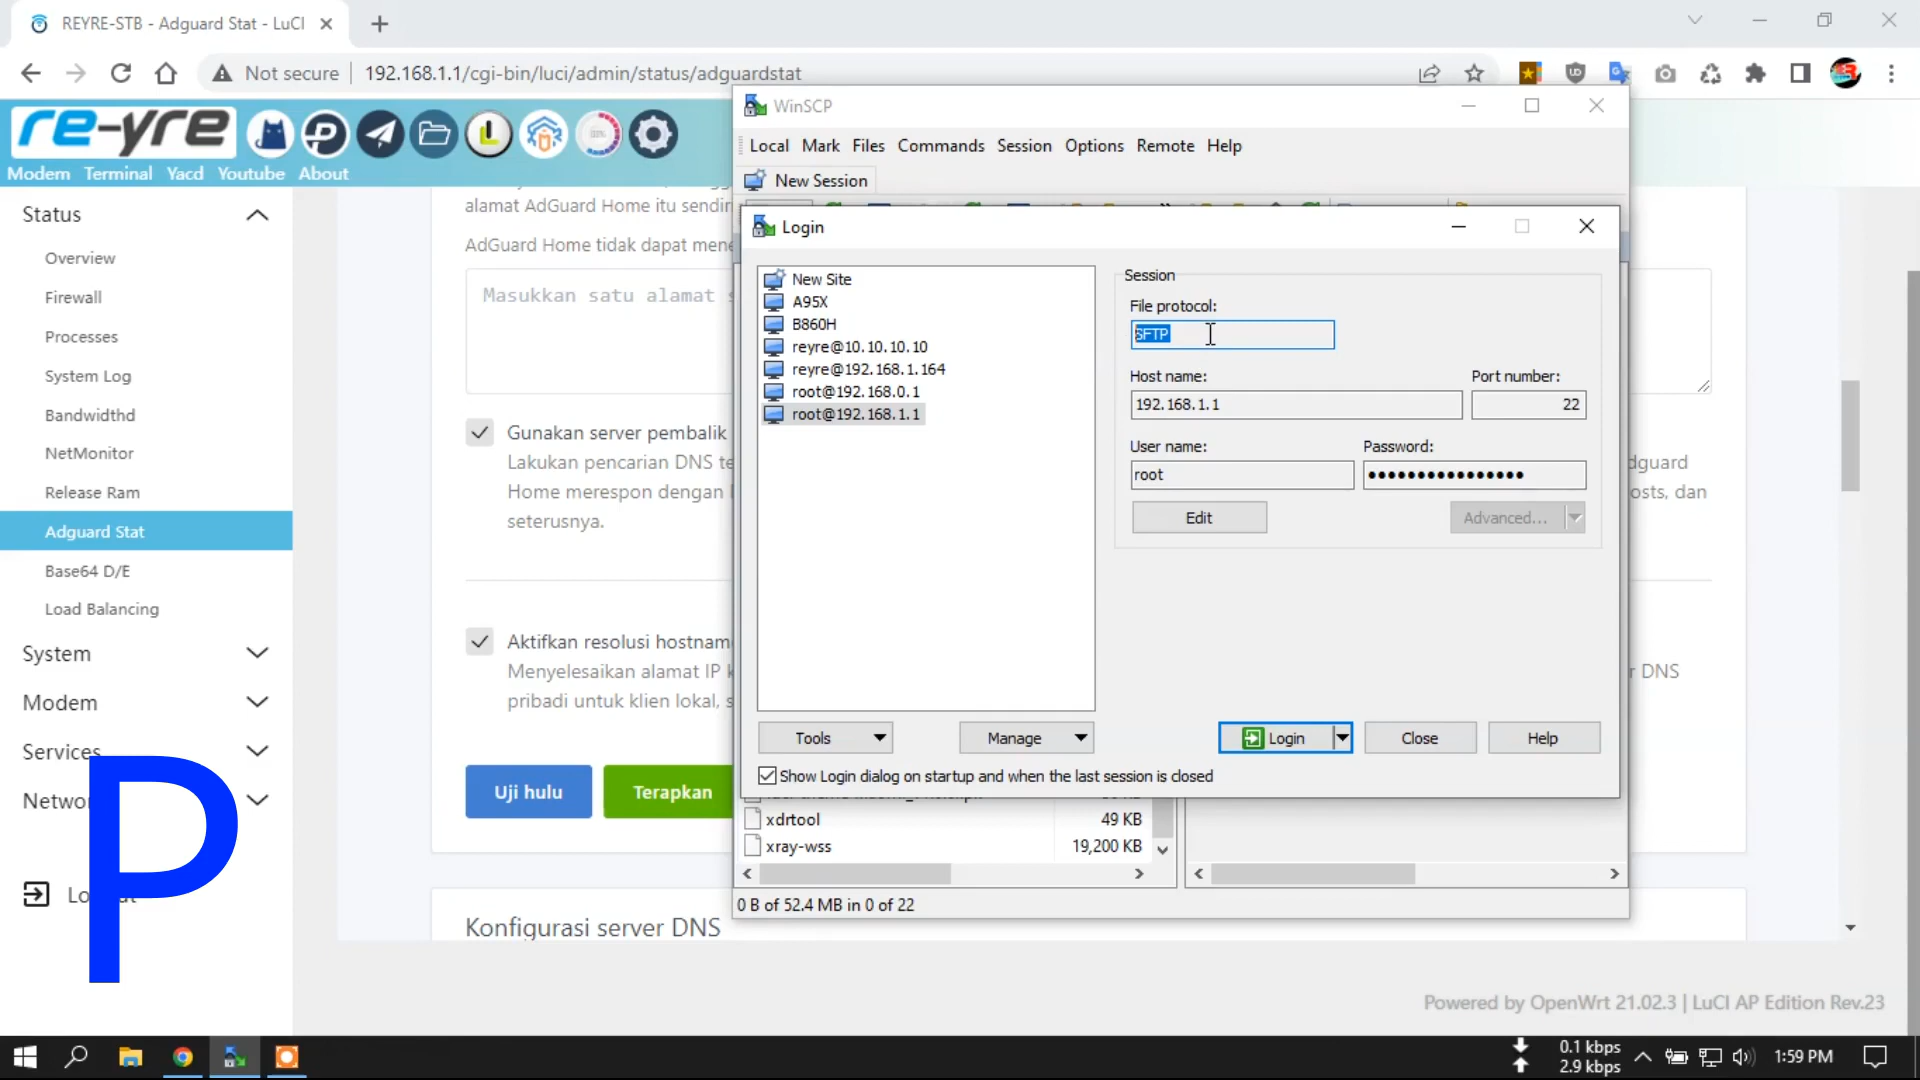 REYRE-STB - Adguard Stat - LuCI
Not secure
192.168.1.1/cgi-bin/luci/admin/status/adguardstat
re-yre
Modem Terminal Yacd Youtube About
Status
Overview
Firewall
Processes
System Log
Bandwidthd
NetMonitor
Release Ram
Adguard Stat
Base64 D/E
Load Balancing
System
Modem
Services
P
alamat AdGuard Home itu sendiri
AdGuard Home tidak dapat
Masukkan satu alamat
Gunakan server pembalik
Lakukan pencarian DNS
Home merespon dengan
seterusnya.
osts, dan
Aktifkan resolusi hostname
Menyelesaikan alamat IP
pribadi untuk klien lokal,
DNS
Uji hulu
Terapkan
Konfigurasi server DNS
Powered by OpenWrt 21.02.3 | LuCI AP Edition Rev.23
WinSCP
Local Mark Files Commands Session Options Remote Help
New Session
Login
New Site
A95X
B860H
reyre@10.10.10.10
reyre@192.168.1.164
root@192.168.0.1
root@192.168.1.1
Session
File protocol:
SFTP
Host name:
Port number:
192.168.1.1
22
User name:
Password:
root
Edit
Advanced...
Tools
Manage
Login
Close
Help
Show Login dialog on startup and when the last session is closed
xdrtool 49 KB
xray-wss 19,200 KB
0 B of 52.4 MB in 0 of 22
0.1 kbps
2.9 kbps
1:59 PM